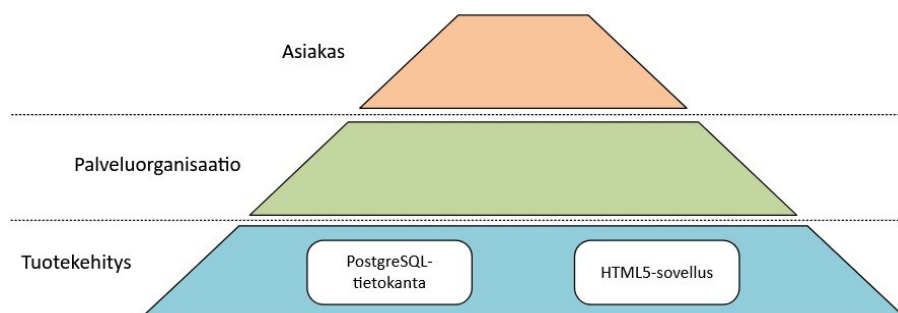 Asiakas
Palveluorganisaatio
Tuotekehitys
PostgreSQL-
tietokanta
HTML5-sovellus